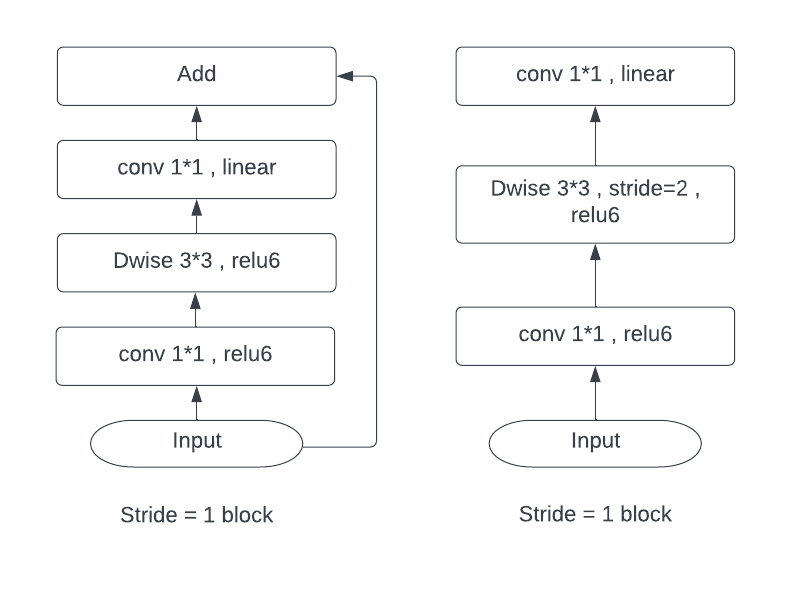 Add
conv 1*1 , linear
Dwise 3*3 , relu6
conv 1*1 , relu6
Input
Stride = 1 block
conv 1*1 , linear
Dwise 3*3 , stride=2 ,
relu6
conv 1*1 , relu6
Input
Stride = 1 block